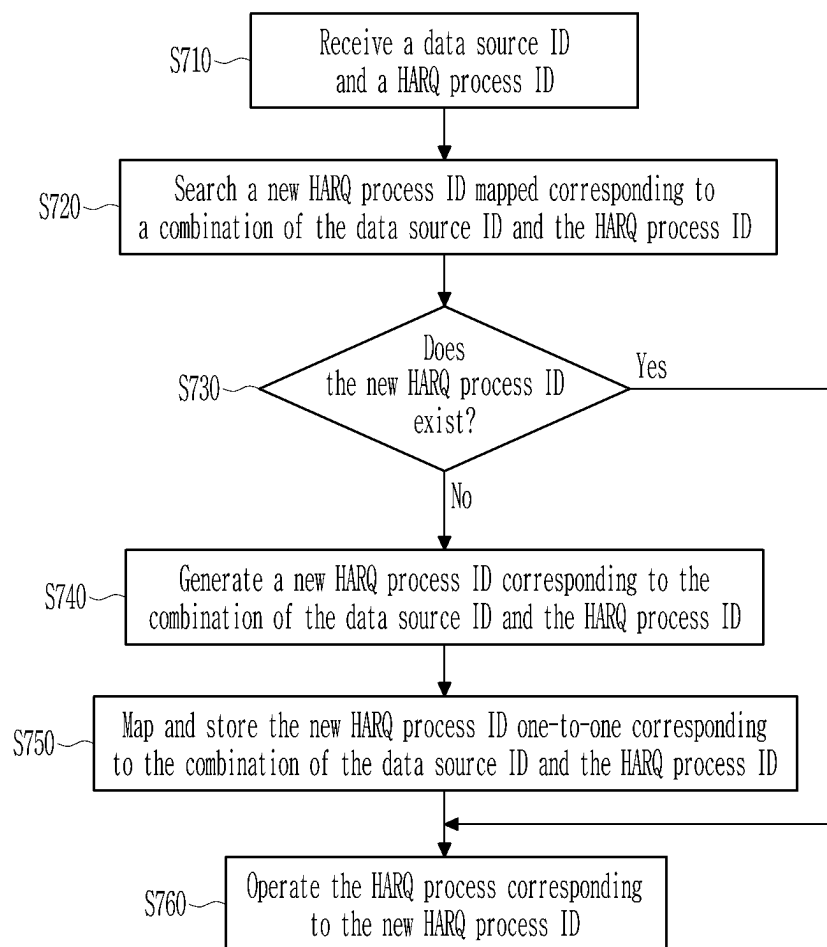 S710
Receive a data source ID
and a HARQ process ID
S720
Search a new HARQ process ID mapped corresponding to
a combination of the data source ID and the HARQ process ID
S730
Does
the new HARQ process ID
exist?
Yes
No
S740
Generate a new HARQ process ID corresponding to the
combination of the data source ID and the HARQ process ID
S750
Map and store the new HARQ process ID one-to-one corresponding
to the combination of the data source ID and the HARQ process ID
S760
Operate the HARQ process corresponding
to the new HARQ process ID